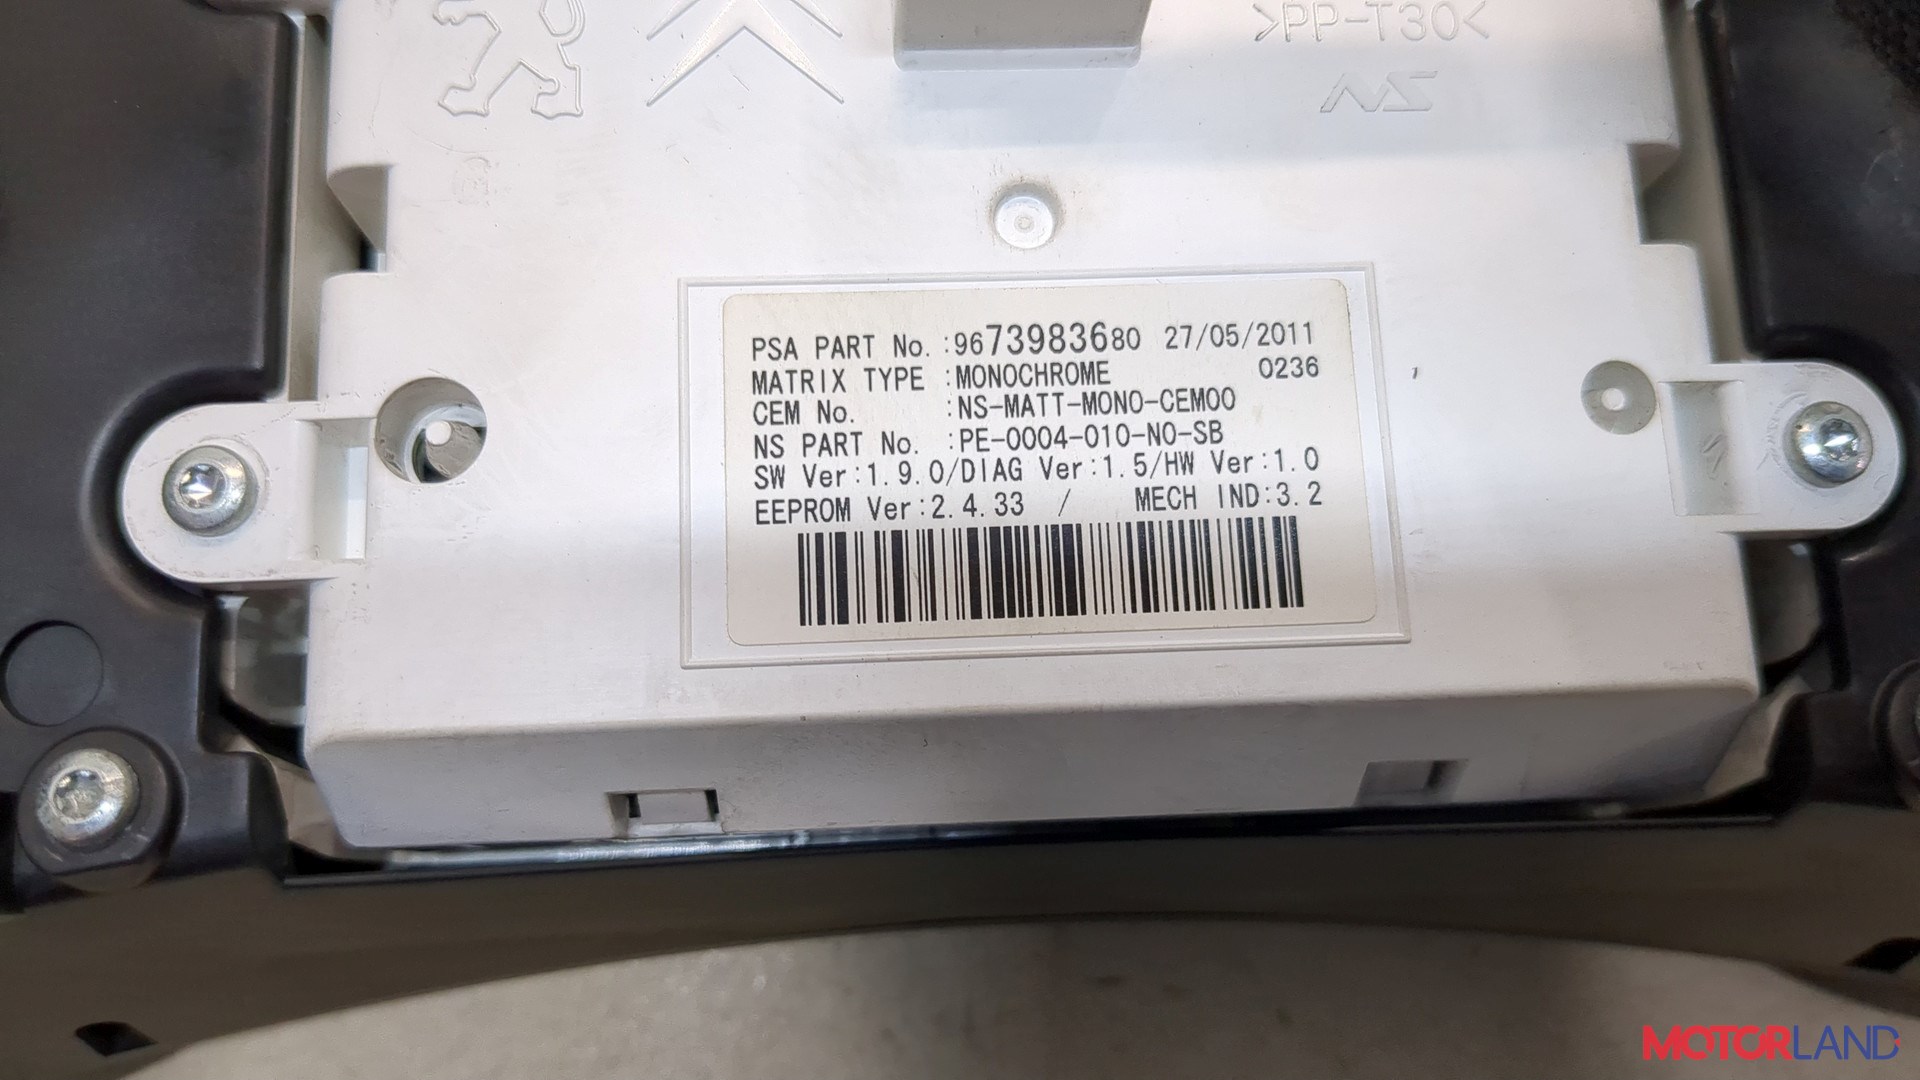 >PP-T30<
NS
PSA PART No. :9673983680 27/05/2011
MATRIX TYPE :MONOCHROME 0236
CEM No. :NS-MATT-MONO-CEM00
NS PART No. :PE-0004-010-N0-SB
SW Ver:1.9.0/DIAG Ver:1.5/HW Ver:1.0
EEPROM Ver:2.4.33 / MECH IND:3.2
MOTORLAND